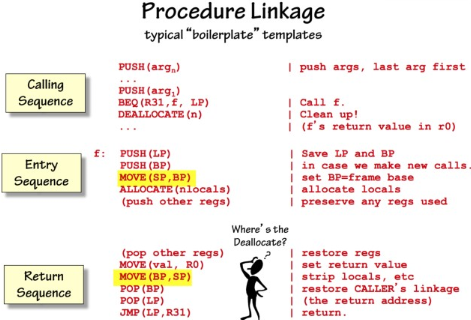 Procedure Linkage
typical "boilerplate" templates
Calling Sequence
PUSH(argn) | push args, last arg first
...
PUSH(arg1)
BEQ(R31,f, LP) | Call f.
DEALLOCATE(n) | Clean up!
... | (f's return value in r0)
Entry Sequence
f: PUSH(LP) | Save LP and BP
PUSH(BP) | in case we make new calls.
MOVE(SP,BP) | set BP=frame base
ALLOCATE(nlocals) | allocate locals
(push other regs) | preserve any regs used
Where's the
Deallocate?
Return Sequence
(pop other regs) | restore regs
MOVE(val, R0) | set return value
MOVE(BP,SP) | strip locals, etc
POP(BP) | restore CALLER's linkage
POP(LP) | (the return address)
JMP(LP,R31) | return.